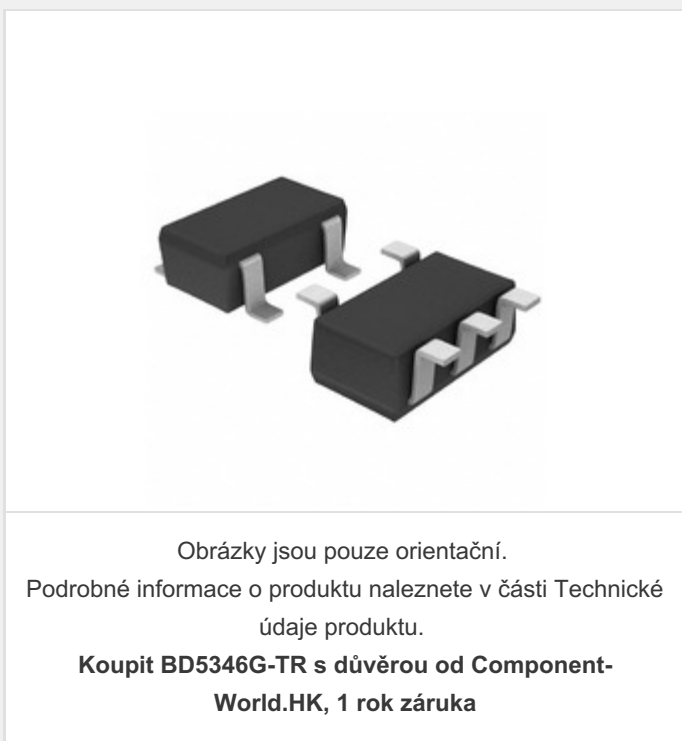 Obrázky jsou pouze orientační.
Podrobné informace o produktu naleznete v části Technické
údaje produktu.
Koupit BD5346G-TR s důvěrou od Component-
World.HK, 1 rok záruka